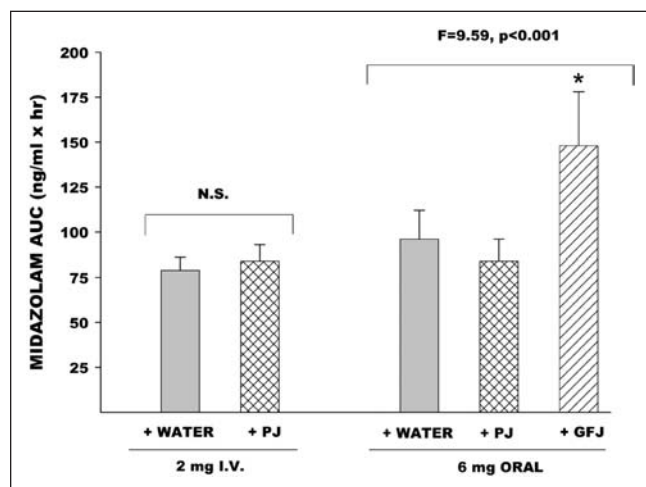 F=9.59, p<0.001
*
N.S.
MIDAZOLAM AUC (ng/ml x hr)
200
175
150
125
100
75
50
25
+ WATER + PJ + WATER + PJ + GFJ
2 mg I.V. 6 mg ORAL